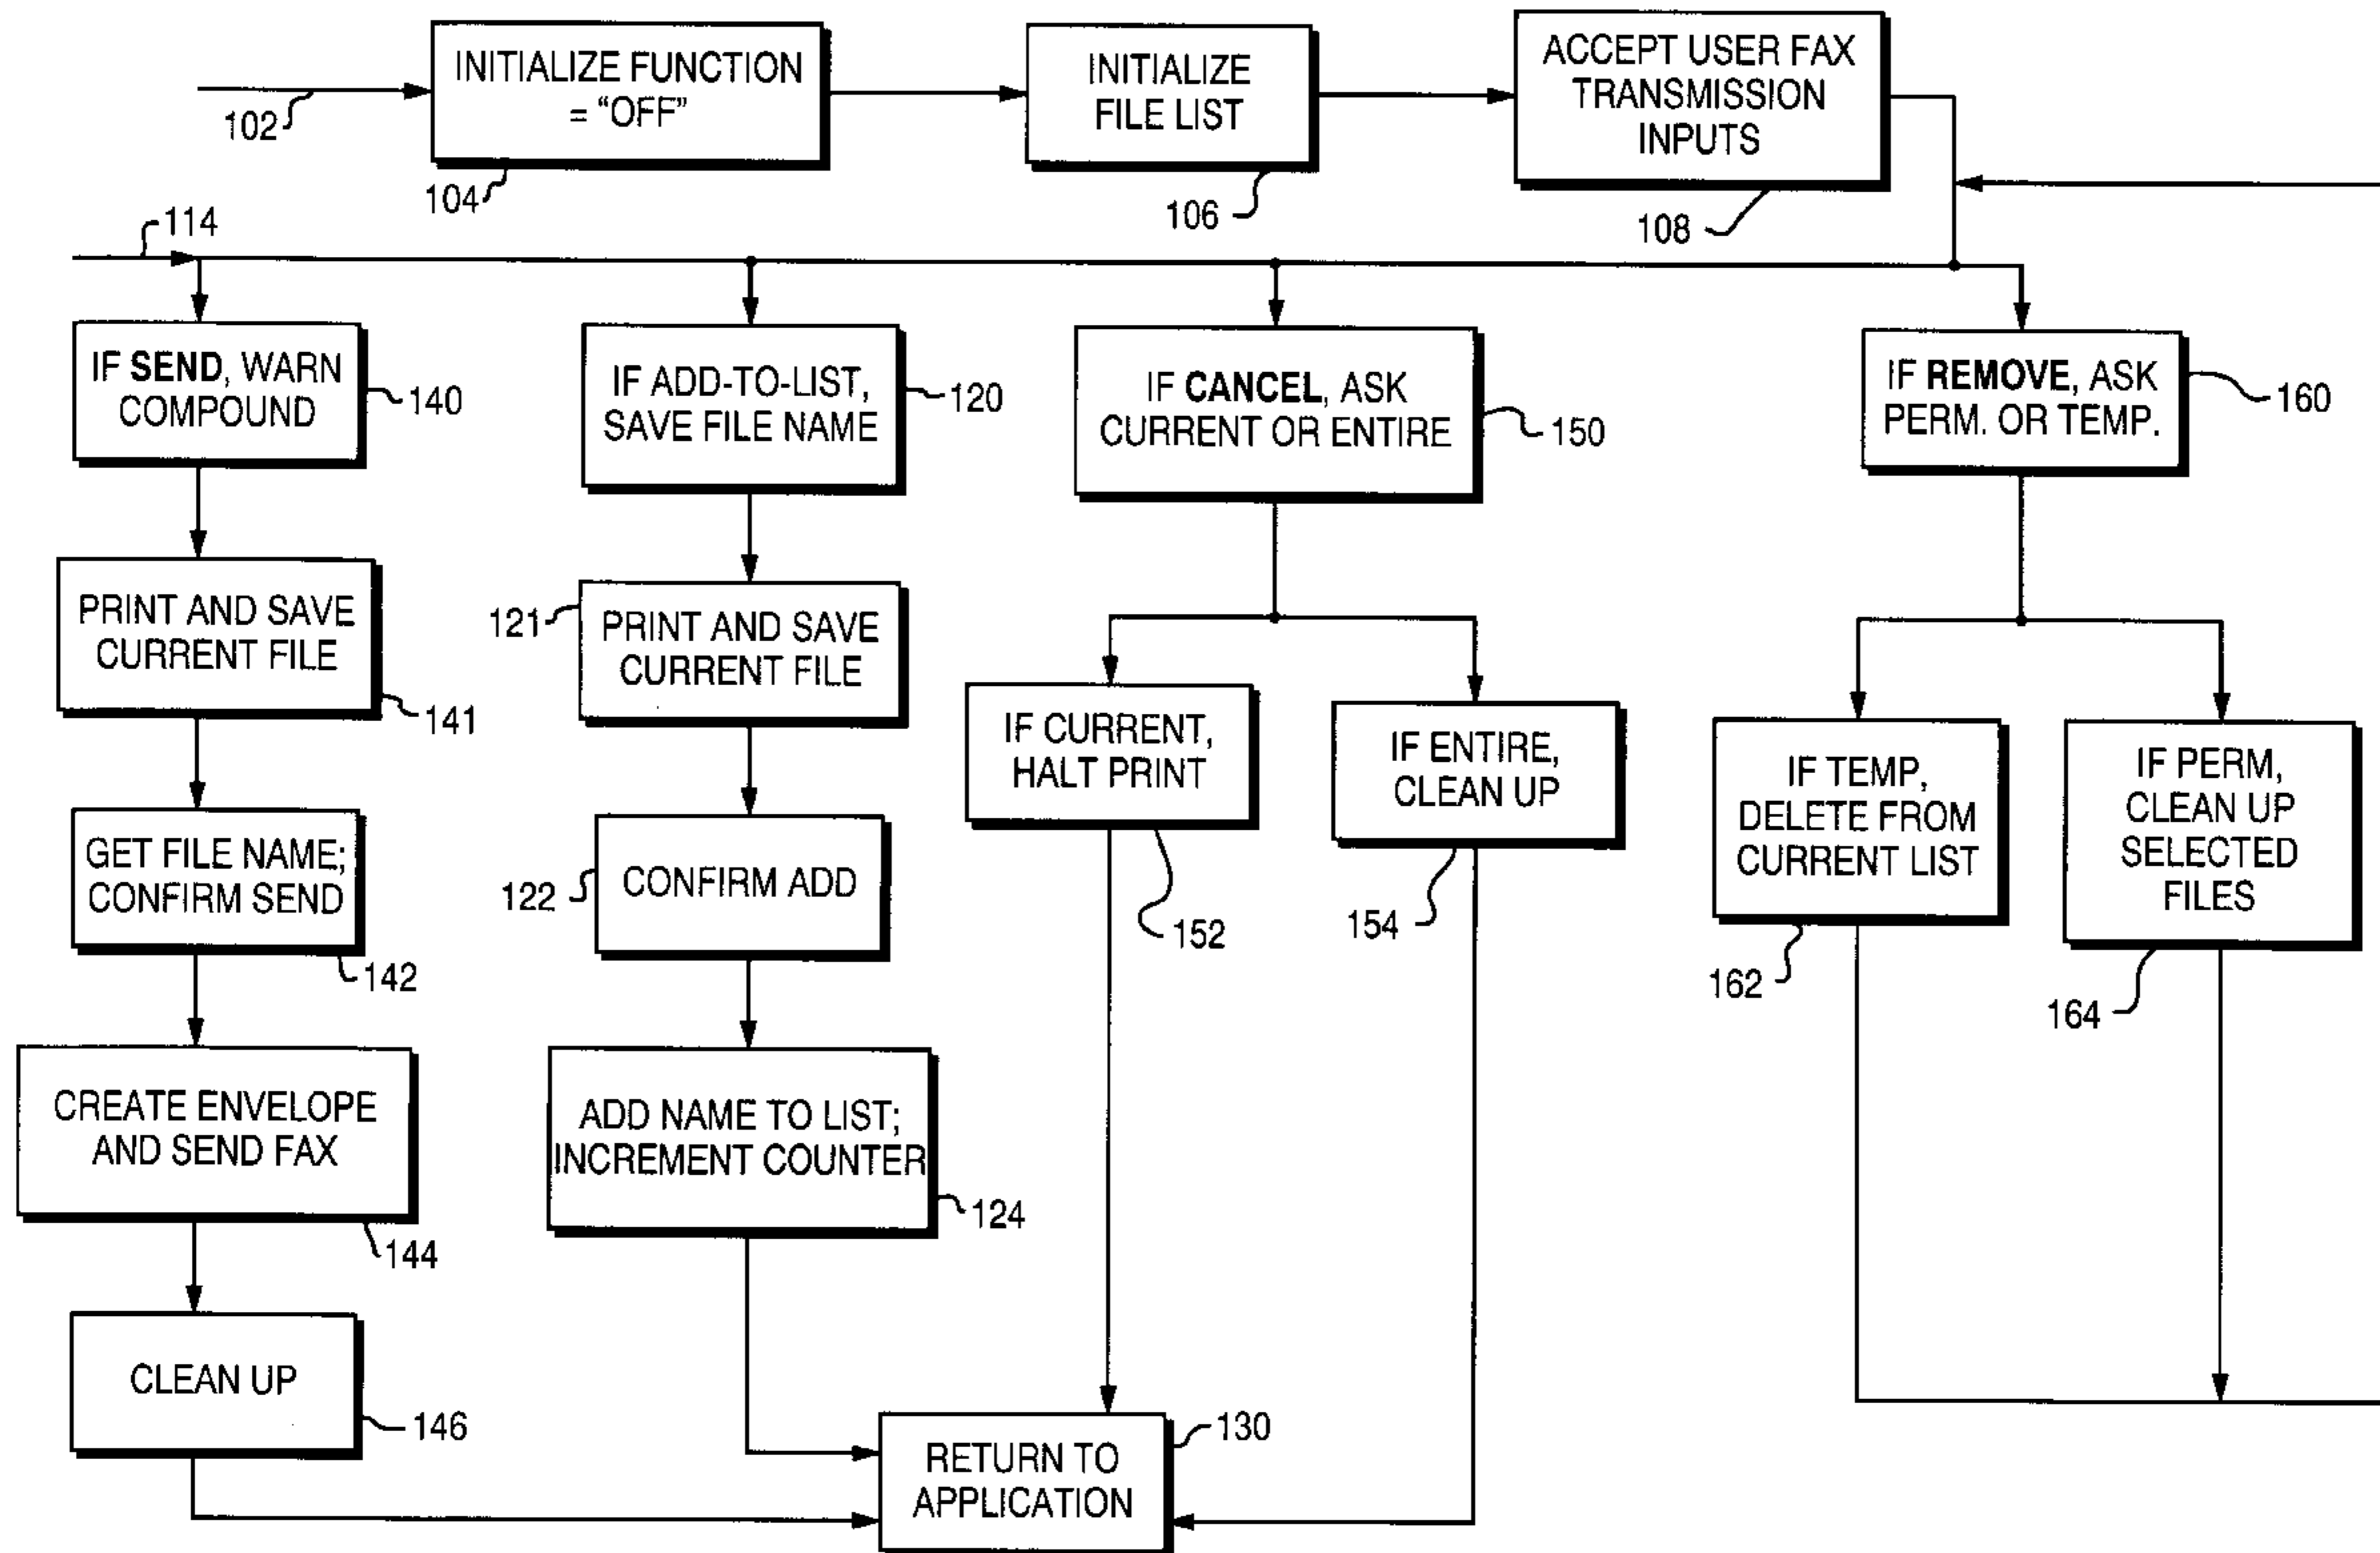 INITIALIZE FUNCTION
= “OFF”
INITIALIZE
FILE LIST
ACCEPT USER FAX
TRANSMISSION
INPUTS
102
104
106
108
114
IF SEND, WARN
COMPOUND
140
IF ADD-TO-LIST,
SAVE FILE NAME
120
IF CANCEL, ASK
CURRENT OR ENTIRE
150
IF REMOVE, ASK
PERM. OR TEMP.
160
PRINT AND SAVE
CURRENT FILE
141
121
PRINT AND SAVE
CURRENT FILE
IF CURRENT,
HALT PRINT
152
IF ENTIRE,
CLEAN UP
154
IF TEMP,
DELETE FROM
CURRENT LIST
162
IF PERM,
CLEAN UP
SELECTED
FILES
164
GET FILE NAME;
CONFIRM SEND
142
122
CONFIRM ADD
CREATE ENVELOPE
AND SEND FAX
144
ADD NAME TO LIST;
INCREMENT COUNTER
124
CLEAN UP
146
RETURN TO
APPLICATION
130